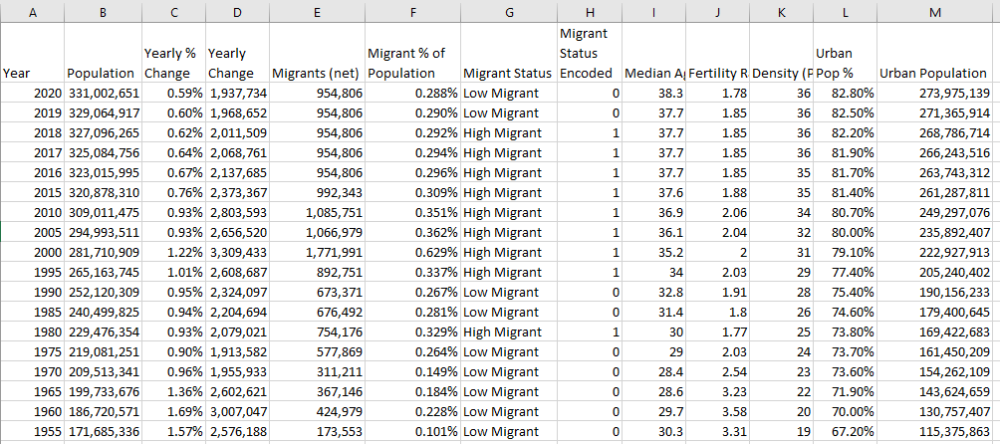 A B C D E F G H I J K L M
Migrant
Yearly % Yearly Migrant % of Status Urban
Year Population Change Change Migrants (net) Population Migrant Status Encoded Median A Fertility R Density (P Pop % Urban Population
2020 331,002,651 0.59% 1,937,734 954,806 0.288% Low Migrant 0 38.3 1.78 36 82.80% 273,975,139
2019 329,064,917 0.60% 1,968,652 954,806 0.290% Low Migrant 0 37.7 1.85 36 82.50% 271,365,914
2018 327,096,265 0.62% 2,011,509 954,806 0.292% High Migrant 1 37.7 1.85 36 82.20% 268,786,714
2017 325,084,756 0.64% 2,068,761 954,806 0.294% High Migrant 1 37.7 1.85 36 81.90% 266,243,516
2016 323,015,995 0.67% 2,137,685 954,806 0.296% High Migrant 1 37.7 1.85 35 81.70% 263,743,312
2015 320,878,310 0.76% 2,373,367 992,343 0.309% High Migrant 1 37.6 1.88 35 81.40% 261,287,811
2010 309,011,475 0.93% 2,803,593 1,085,751 0.351% High Migrant 1 36.9 2.06 34 80.70% 249,297,076
2005 294,993,511 0.93% 2,656,520 1,066,979 0.362% High Migrant 1 36.1 2.04 32 80.00% 235,892,407
2000 281,710,909 1.22% 3,309,433 1,771,991 0.629% High Migrant 1 35.2 2 31 79.10% 222,927,913
1995 265,163,745 1.01% 2,608,687 892,751 0.337% High Migrant 1 34 2.03 29 77.40% 205,240,402
1990 252,120,309 0.95% 2,324,097 673,371 0.267% Low Migrant 0 32.8 1.91 28 75.40% 190,156,233
1985 240,499,825 0.94% 2,204,694 676,492 0.281% Low Migrant 0 31.4 1.8 26 74.60% 179,400,645
1980 229,476,354 0.93% 2,079,021 754,176 0.329% High Migrant 1 30 1.77 25 73.80% 169,422,683
1975 219,081,251 0.90% 1,913,582 577,869 0.264% Low Migrant 0 29 2.03 24 73.70% 161,450,209
1970 209,513,341 0.96% 1,955,933 311,211 0.149% Low Migrant 0 28.4 2.54 23 73.60% 154,262,109
1965 199,733,676 1.36% 2,602,621 367,146 0.184% Low Migrant 0 28.6 3.23 22 71.90% 143,624,659
1960 186,720,571 1.69% 3,007,047 424,979 0.228% Low Migrant 0 29.7 3.58 20 70.00% 130,757,407
1955 171,685,336 1.57% 2,576,188 173,553 0.101% Low Migrant 0 30.3 3.31 19 67.20% 115,375,863